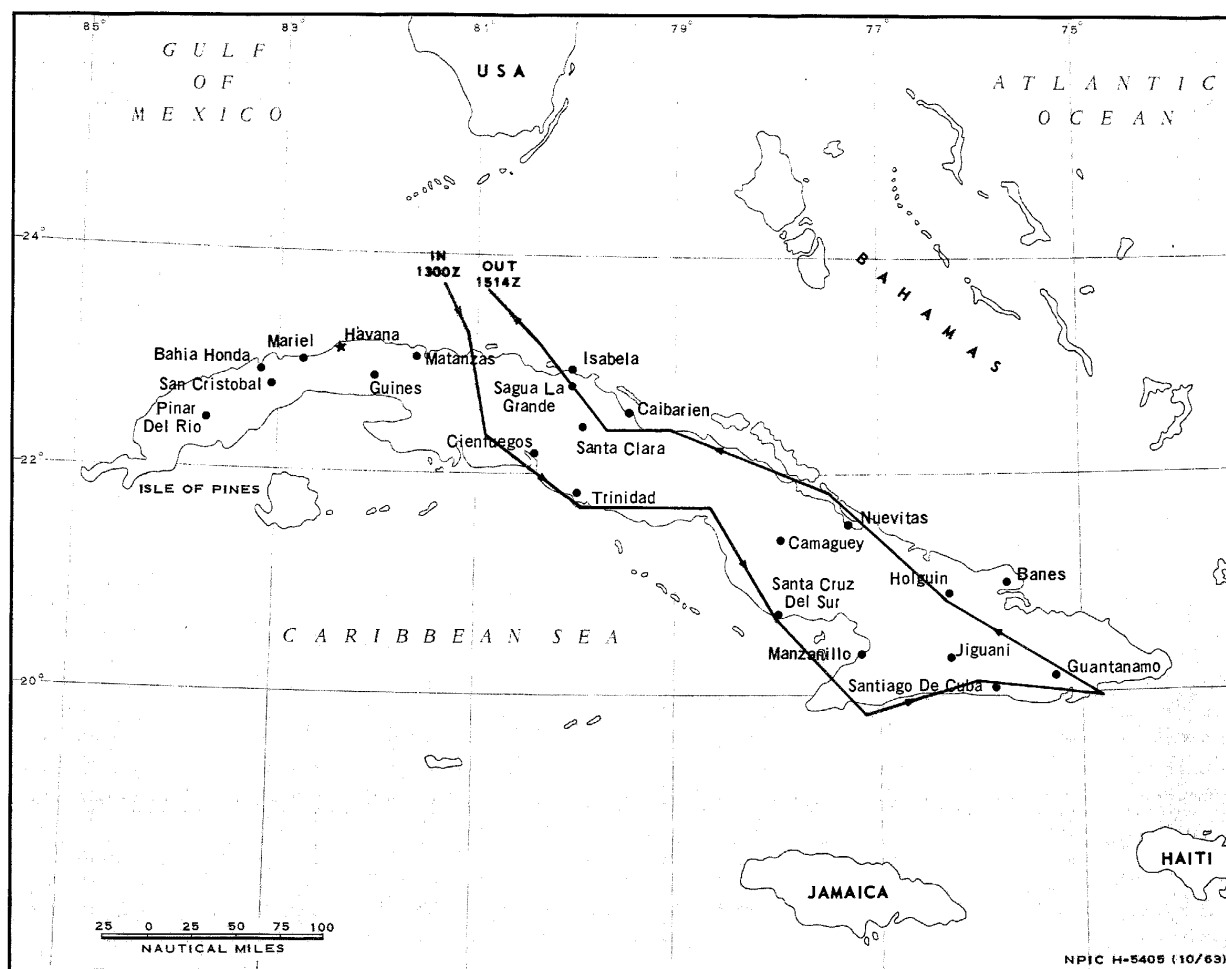 85°
83°
81°
79°
77°
75°
GULF
OF
MEXICO
USA
ATLANTIC
OCEAN
24°
IN
1300Z
OUT
1514Z
BAHAMAS
Havana
Mariel
Bahia Honda
Matanzas
Isabela
San Cristobal
Guines
Sagua La
Grande
Pinar
Del Rio
Caibarien
Cienfuegos
Santa Clara
22°
ISLE OF PINES
Trinidad
Nuevitas
Camaguey
Holguin
Banes
Santa Cruz
Del Sur
CARIBBEAN SEA
Manzanillo
Jiguani
Guantanamo
20°
Santiago De Cuba
HAITI
JAMAICA
25 0 25 50 75 100
NAUTICAL MILES
NPIC H-5405 (10/63)